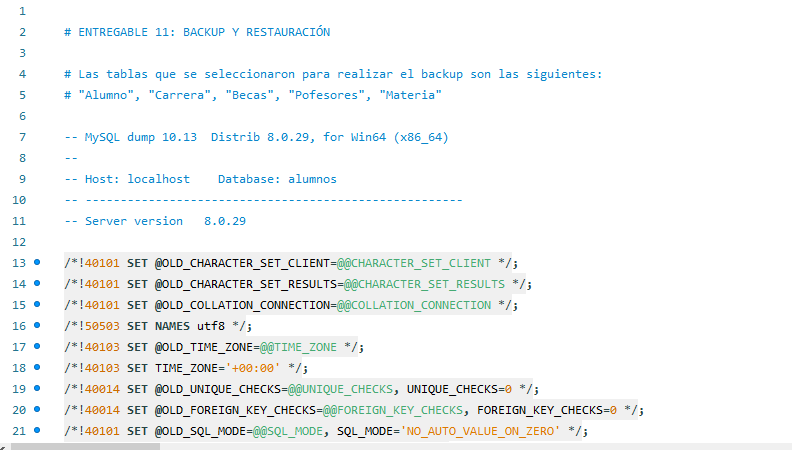 1
2 # ENTREGABLE 11: BACKUP Y RESTAURACIÓN
3
4 # Las tablas que se seleccionaron para realizar el backup son las siguientes:
5 # "Alumno", "Carrera", "Becas", "Pofesores", "Materia"
6
7 -- MySQL dump 10.13  Distrib 8.0.29, for Win64 (x86_64)
8 --
9 -- Host: localhost    Database: alumnos
10 -- ------------------------------------------------------
11 -- Server version   8.0.29
12
13 /*!40101 SET @OLD_CHARACTER_SET_CLIENT=@@CHARACTER_SET_CLIENT */;
14 /*!40101 SET @OLD_CHARACTER_SET_RESULTS=@@CHARACTER_SET_RESULTS */;
15 /*!40101 SET @OLD_COLLATION_CONNECTION=@@COLLATION_CONNECTION */;
16 /*!50503 SET NAMES utf8 */;
17 /*!40103 SET @OLD_TIME_ZONE=@@TIME_ZONE */;
18 /*!40103 SET TIME_ZONE='+00:00' */;
19 /*!40014 SET @OLD_UNIQUE_CHECKS=@@UNIQUE_CHECKS, UNIQUE_CHECKS=0 */;
20 /*!40014 SET @OLD_FOREIGN_KEY_CHECKS=@@FOREIGN_KEY_CHECKS, FOREIGN_KEY_CHECKS=0 */;
21 /*!40101 SET @OLD_SQL_MODE=@@SQL_MODE, SQL_MODE='NO_AUTO_VALUE_ON_ZERO' */;